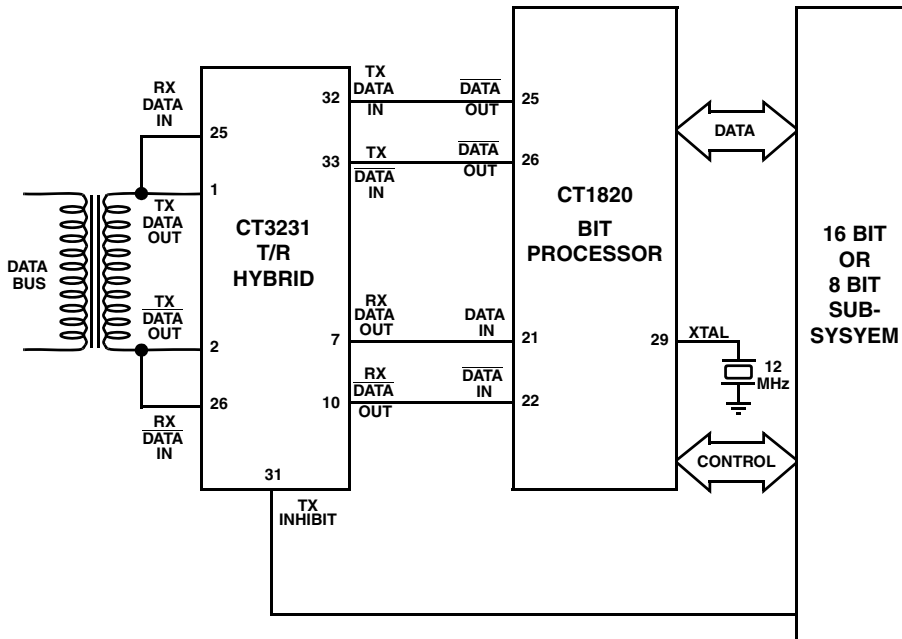 RX
DATA
IN
25
1
TX
DATA
OUT
DATA
BUS
TX
DATA
OUT
2
26
RX
DATA
IN
CT3231
T/R
HYBRID
32
33
7
10
31
TX
INHIBIT
TX
DATA
IN
TX
DATA
IN
RX
DATA
OUT
RX
DATA
OUT
DATA
OUT
DATA
OUT
DATA
IN
DATA
IN
25
26
21
22
CT1820
BIT
PROCESSOR
29
XTAL
12
MHz
DATA
CONTROL
16 BIT
OR
8 BIT
SUB-
SYSYEM